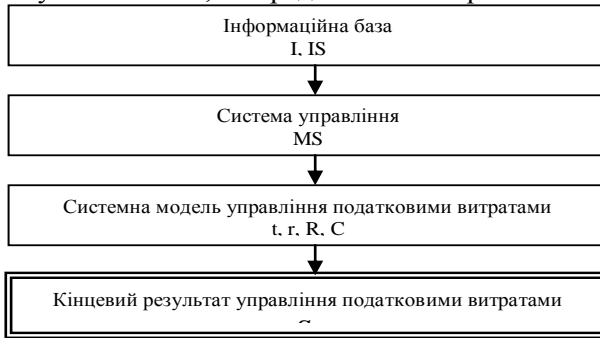 Інформаційна база
I, IS
Система управління
MS
Системна модель управління податковими витратами
t, r, R, C
Кінцевий результат управління податковими витратами